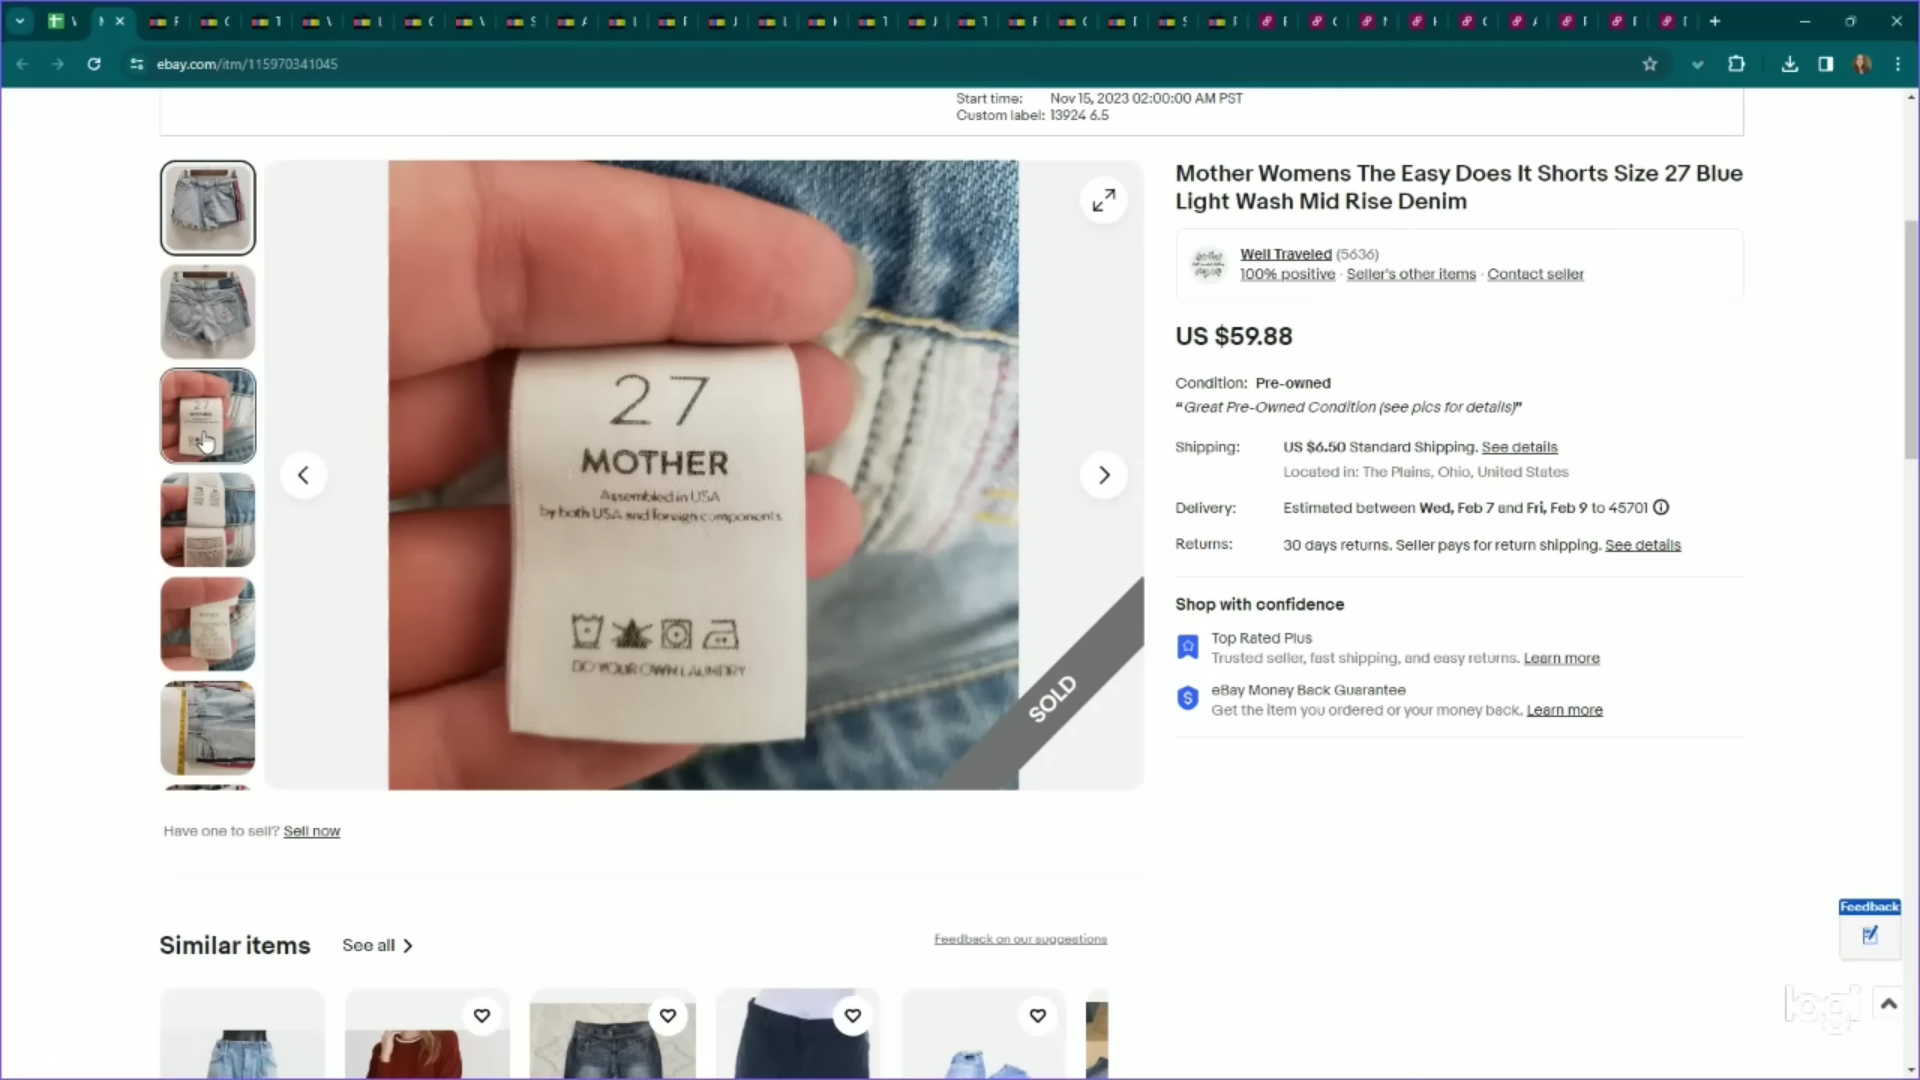 ebay.com/itm/115970341045
Start time: Nov 15, 2023 02:00:00 AM PST
Custom label: 13924 6.5
27
MOTHER
Assembled in USA
by both USA and foreign components
DO YOUR OWN LAUNDRY
SOLD
Mother Womens The Easy Does It Shorts Size 27 Blue
Light Wash Mid Rise Denim
Well Traveled (5636)
100% positive · Seller's other items · Contact seller
US $59.88
Condition: Pre-owned
"Great Pre-Owned Condition (see pics for details)"
Shipping: US $6.50 Standard Shipping. See details
Located in: The Plains, Ohio, United States
Delivery: Estimated between Wed, Feb 7 and Fri, Feb 9 to 45701
Returns: 30 days returns. Seller pays for return shipping. See details
Shop with confidence
Top Rated Plus
Trusted seller, fast shipping, and easy returns. Learn more
eBay Money Back Guarantee
Get the item you ordered or your money back. Learn more
Have one to sell? Sell now
Feedback
Similar items See all
Feedback on our suggestions
logi